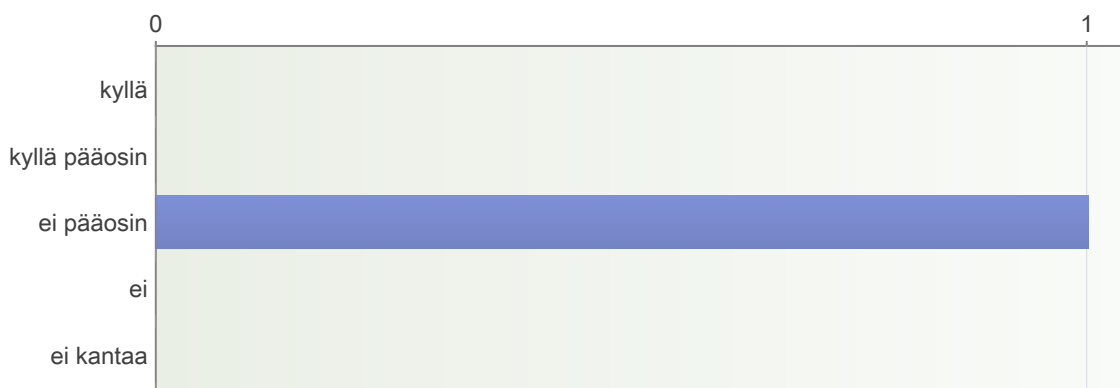 0 1
kyllä
kyllä pääosin
ei pääosin
ei
ei kantaa